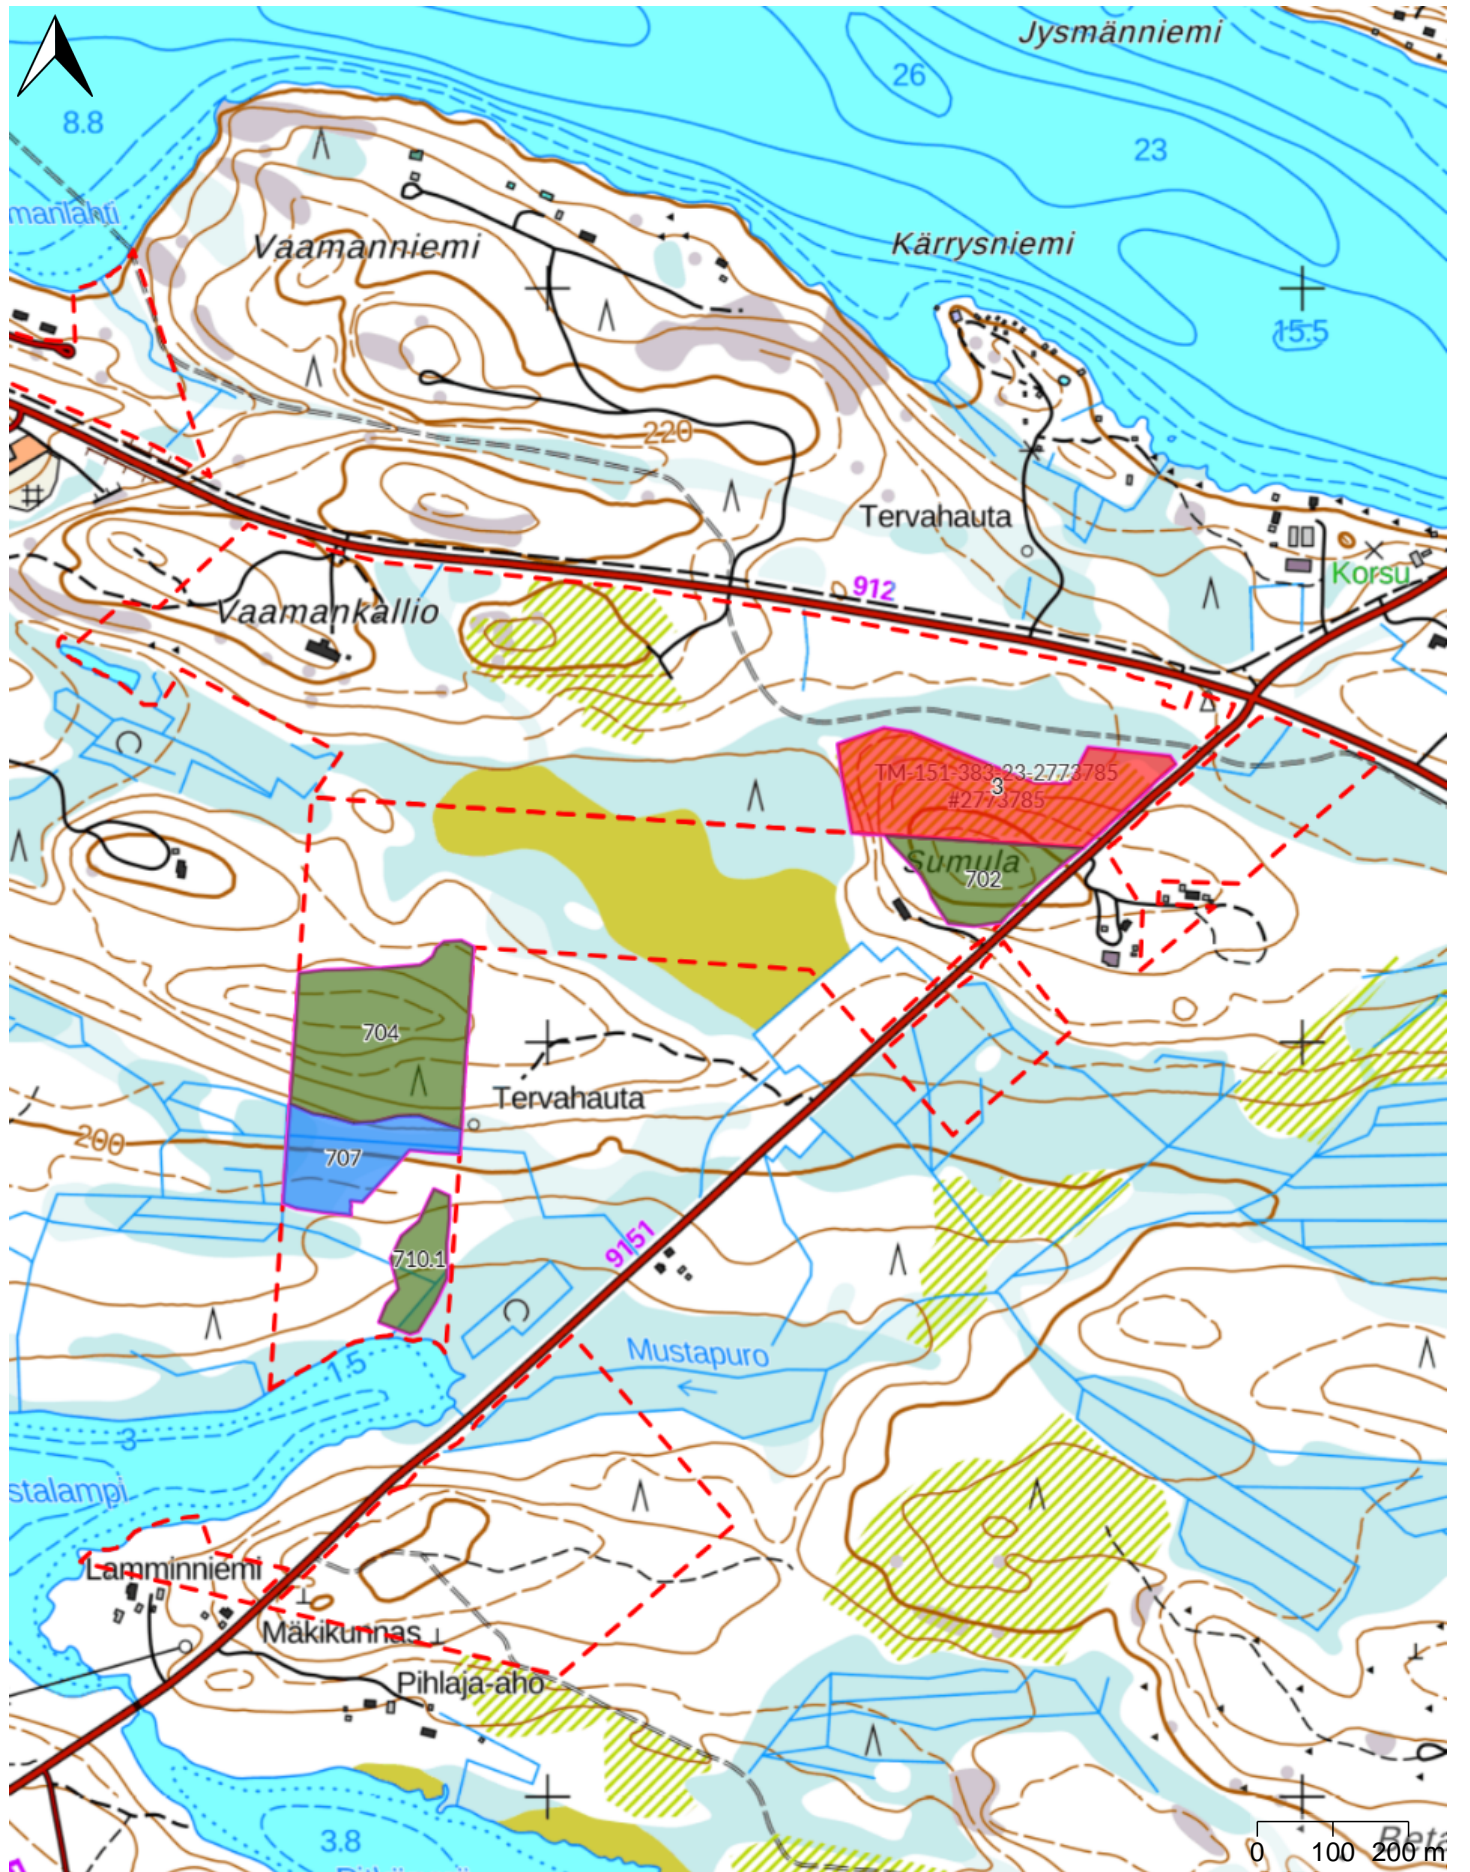 Jysmänniemi
26
8.8
23
manlahti
Vaamanniemi
Kärrysniemi
15.5
220
Tervahauta
912
Korsu
Vaamankallio
TM-151-383-23-2773785
3
#2773785
Sumula
702
704
Tervahauta
200
707
9151
710.1
Mustapuro
1.5
3
stalampi
Lamminniemi
Mäkikunnas
Pihlaja-aho
3.8
0 100 200 m